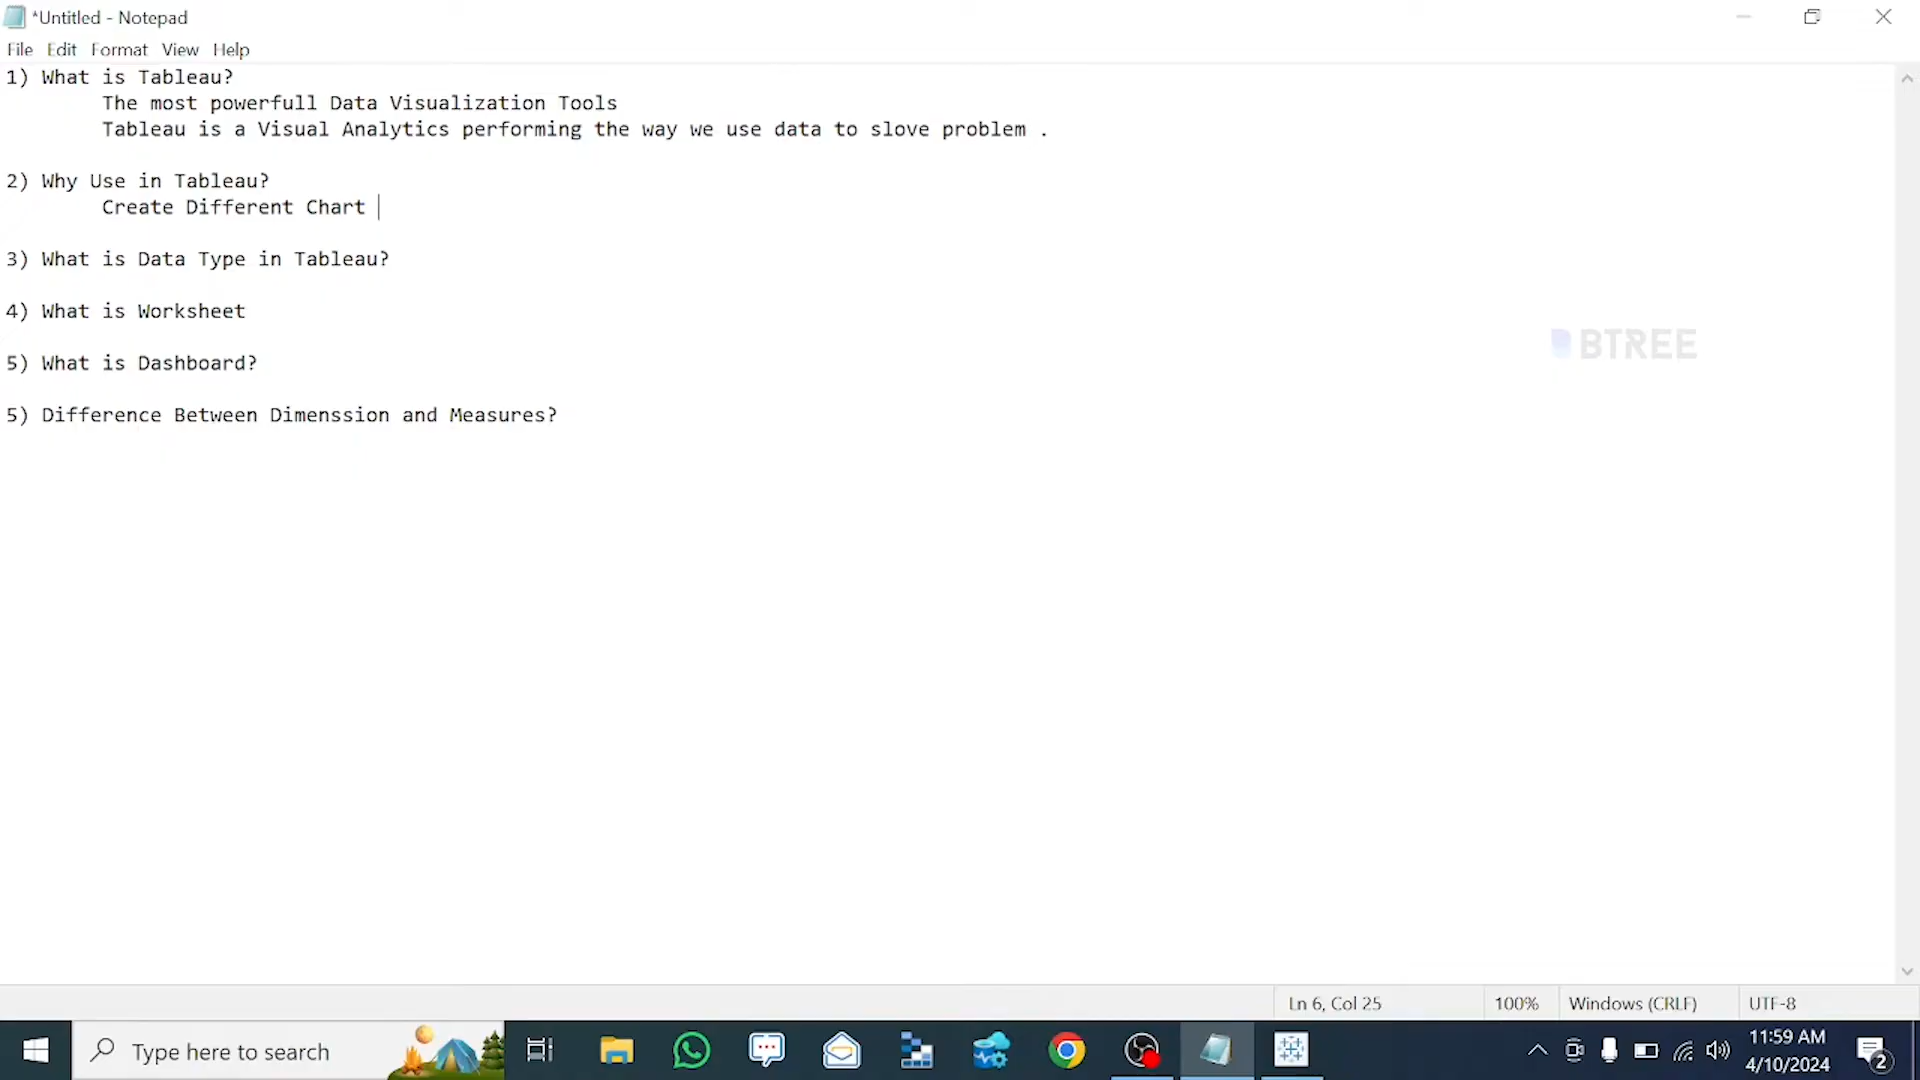 *Untitled - Notepad
File Edit Format View Help
1) What is Tableau?
The most powerfull Data Visualization Tools
Tableau is a Visual Analytics performing the way we use data to slove problem .
2) Why Use in Tableau?
Create Different Chart
3) What is Data Type in Tableau?
4) What is Worksheet
5) What is Dashboard?
5) Difference Between Dimenssion and Measures?
BTREE
Ln 6, Col 25 100% Windows (CRLF) UTF-8
Type here to search
11:59 AM
4/10/2024
2